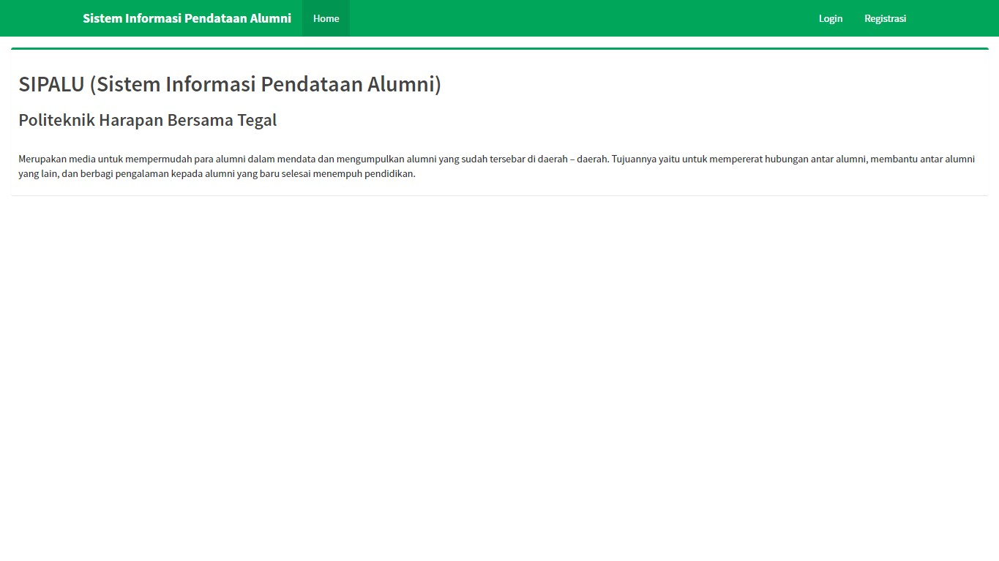 Sistem Informasi Pendataan Alumni
Home
Login
Registrasi
SIPALU (Sistem Informasi Pendataan Alumni)
Politeknik Harapan Bersama Tegal
Merupakan media untuk mempermudah para alumni dalam mendata dan mengumpulkan alumni yang sudah tersebar di daerah – daerah. Tujuannya yaitu untuk mempererat hubungan antar alumni, membantu antar alumni
yang lain, dan berbagi pengalaman kepada alumni yang baru selesai menempuh pendidikan.